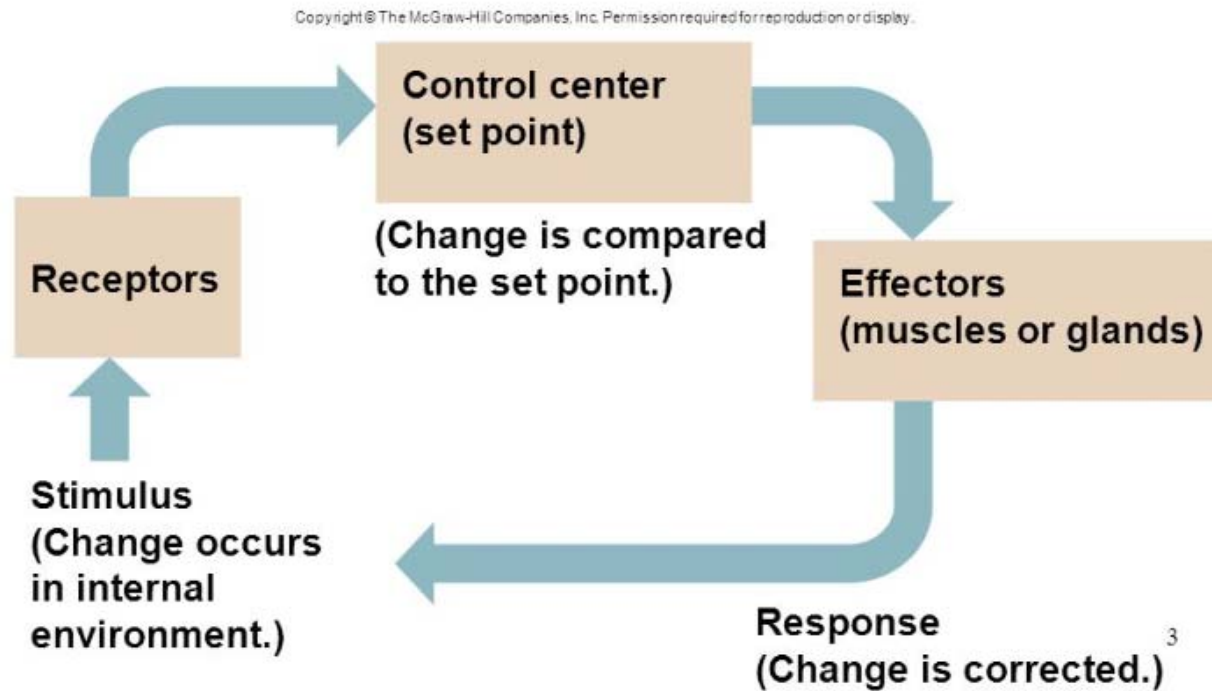 Copyright © The McGraw-Hill Companies, Inc. Permission required for reproduction or display.
Control center
(set point)
(Change is compared
to the set point.)
Receptors
Effectors
(muscles or glands)
Stimulus
(Change occurs
in internal
environment.)
Response
(Change is corrected.)
3